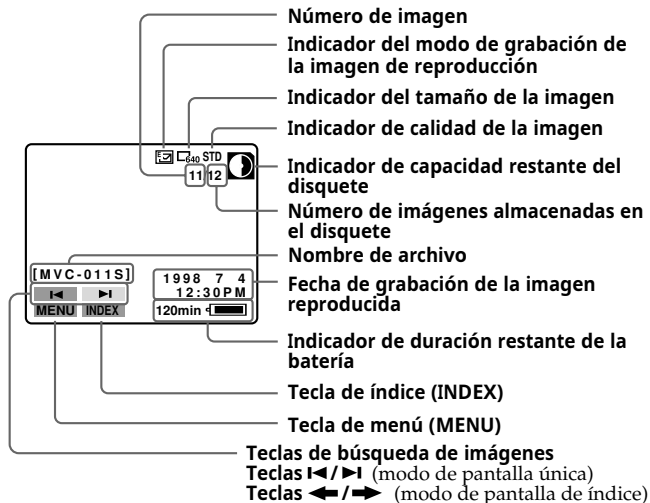 Número de imagen
Indicador del modo de grabación de
la imagen de reproducción
Indicador del tamaño de la imagen
Indicador de calidad de la imagen
640 STD
11 12
Indicador de capacidad restante del
disquete
Número de imágenes almacenadas en
el disquete
Nombre de archivo
[MVC-011S]
1998 7 4
12:30PM
Fecha de grabación de la imagen
reproducida
MENU INDEX
120min
Indicador de duración restante de la
batería
Tecla de índice (INDEX)
Tecla de menú (MENU)
Teclas de búsqueda de imágenes
Teclas I◄/►I (modo de pantalla única)
Teclas ←/→ (modo de pantalla de índice)